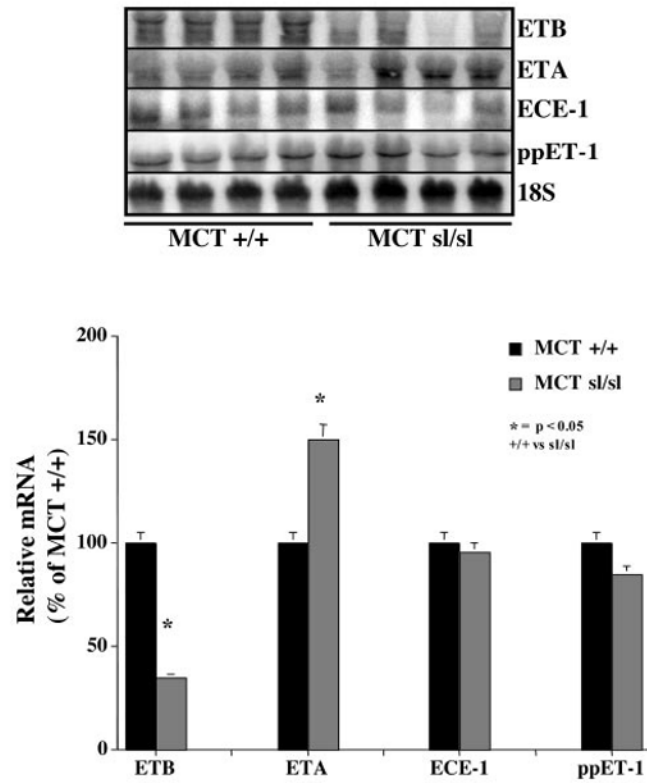 ETB
ETA
ECE-1
ppET-1
18S
MCT +/+ MCT sl/sl
200
150
100
50
0
Relative mRNA
(% of MCT +/+)
MCT +/+
MCT sl/sl
* = p < 0.05
+/+ vs sl/sl
*
*
ETB ETA ECE-1 ppET-1